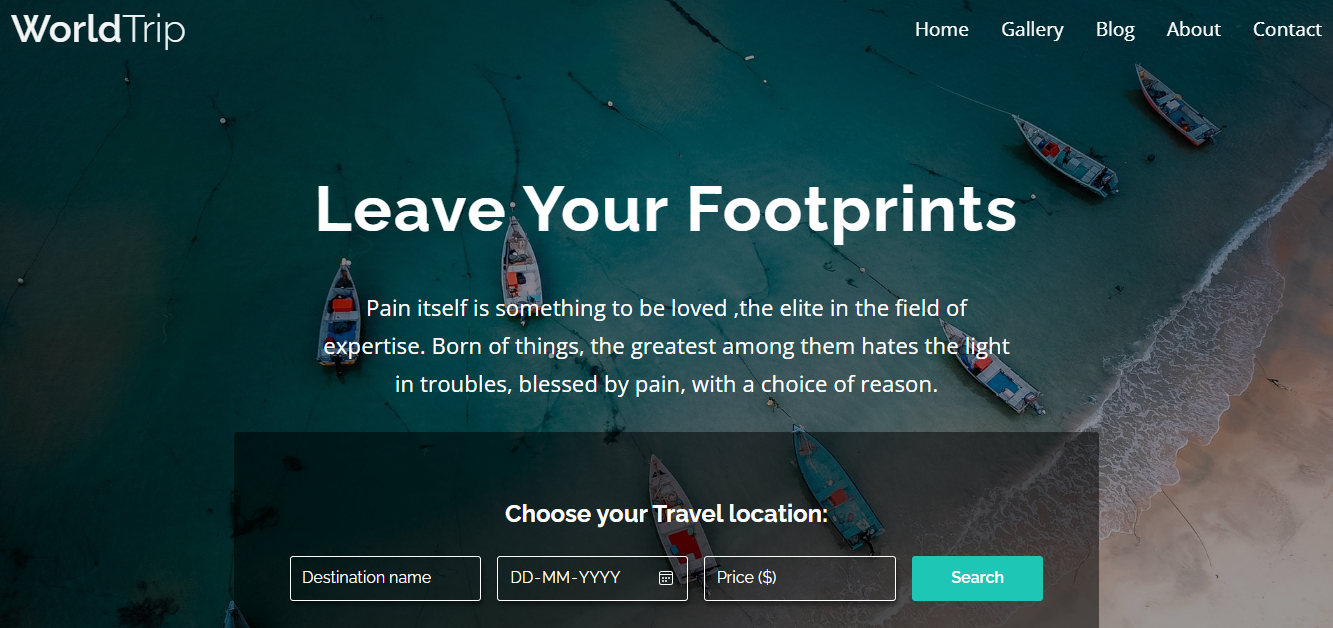 WorldTrip
Home Gallery Blog About Contact
Leave Your Footprints
Pain itself is something to be loved ,the elite in the field of
expertise. Born of things, the greatest among them hates the light
in troubles, blessed by pain, with a choice of reason.
Choose your Travel location:
Destination name DD-MM-YYYY Price ($) Search